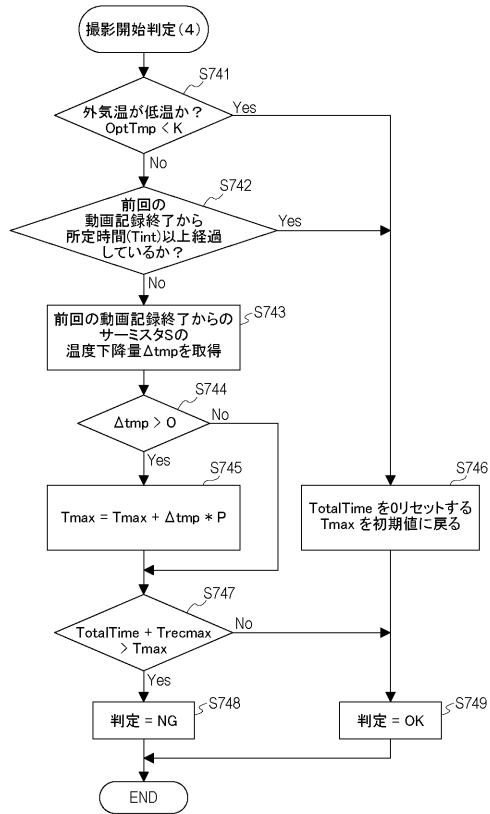 撮影開始判定(4)
S741
外気温が低温か？
OptTmp < K
Yes
No
S742
前回の
動画記録終了から
所定時間(Tint)以上経過
しているか？
Yes
No
S743
前回の動画記録終了からの
サーミスタSの
温度下降量Δtmpを取得
S744
Δtmp > 0
No
Yes
S745
Tmax = Tmax + Δtmp * P
S746
TotalTime を0リセットする
Tmax を初期値に戻る
S747
TotalTime + Trecmax
> Tmax
No
Yes
S748
判定 = NG
S749
判定 = OK
END